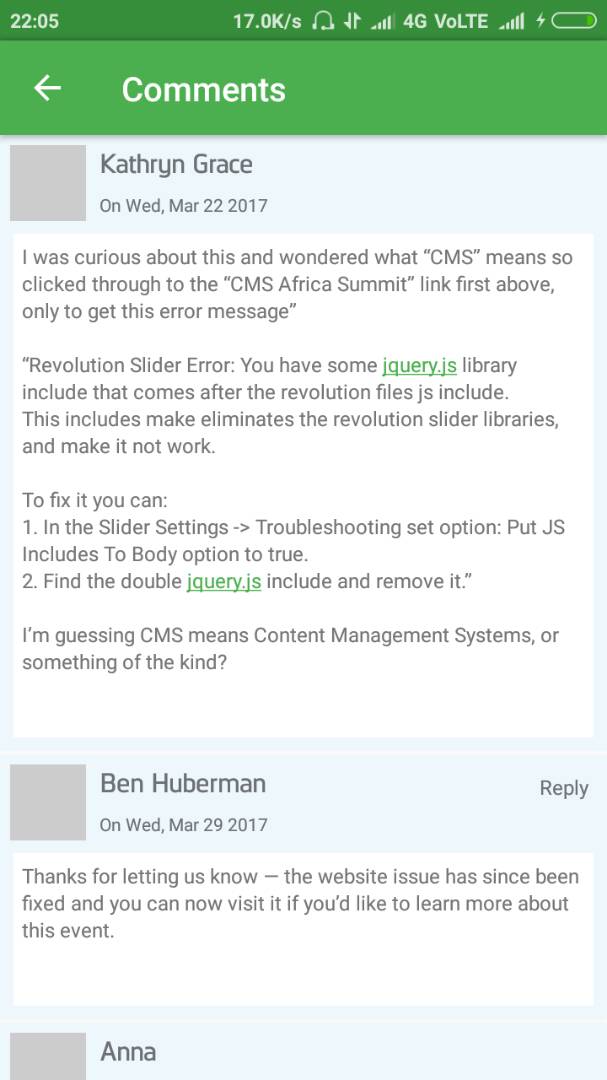 22:05 17.0K/s 4G VoLTE
Comments
Kathryn Grace
On Wed, Mar 22 2017
I was curious about this and wondered what “CMS” means so
clicked through to the “CMS Africa Summit” link first above,
only to get this error message”
“Revolution Slider Error: You have some jquery.js library
include that comes after the revolution files js include.
This includes make eliminates the revolution slider libraries,
and make it not work.
To fix it you can:
1. In the Slider Settings -> Troubleshooting set option: Put JS
Includes To Body option to true.
2. Find the double jquery.js include and remove it.”
I’m guessing CMS means Content Management Systems, or
something of the kind?
Ben Huberman
Reply
On Wed, Mar 29 2017
Thanks for letting us know — the website issue has since been
fixed and you can now visit it if you’d like to learn more about
this event.
Anna